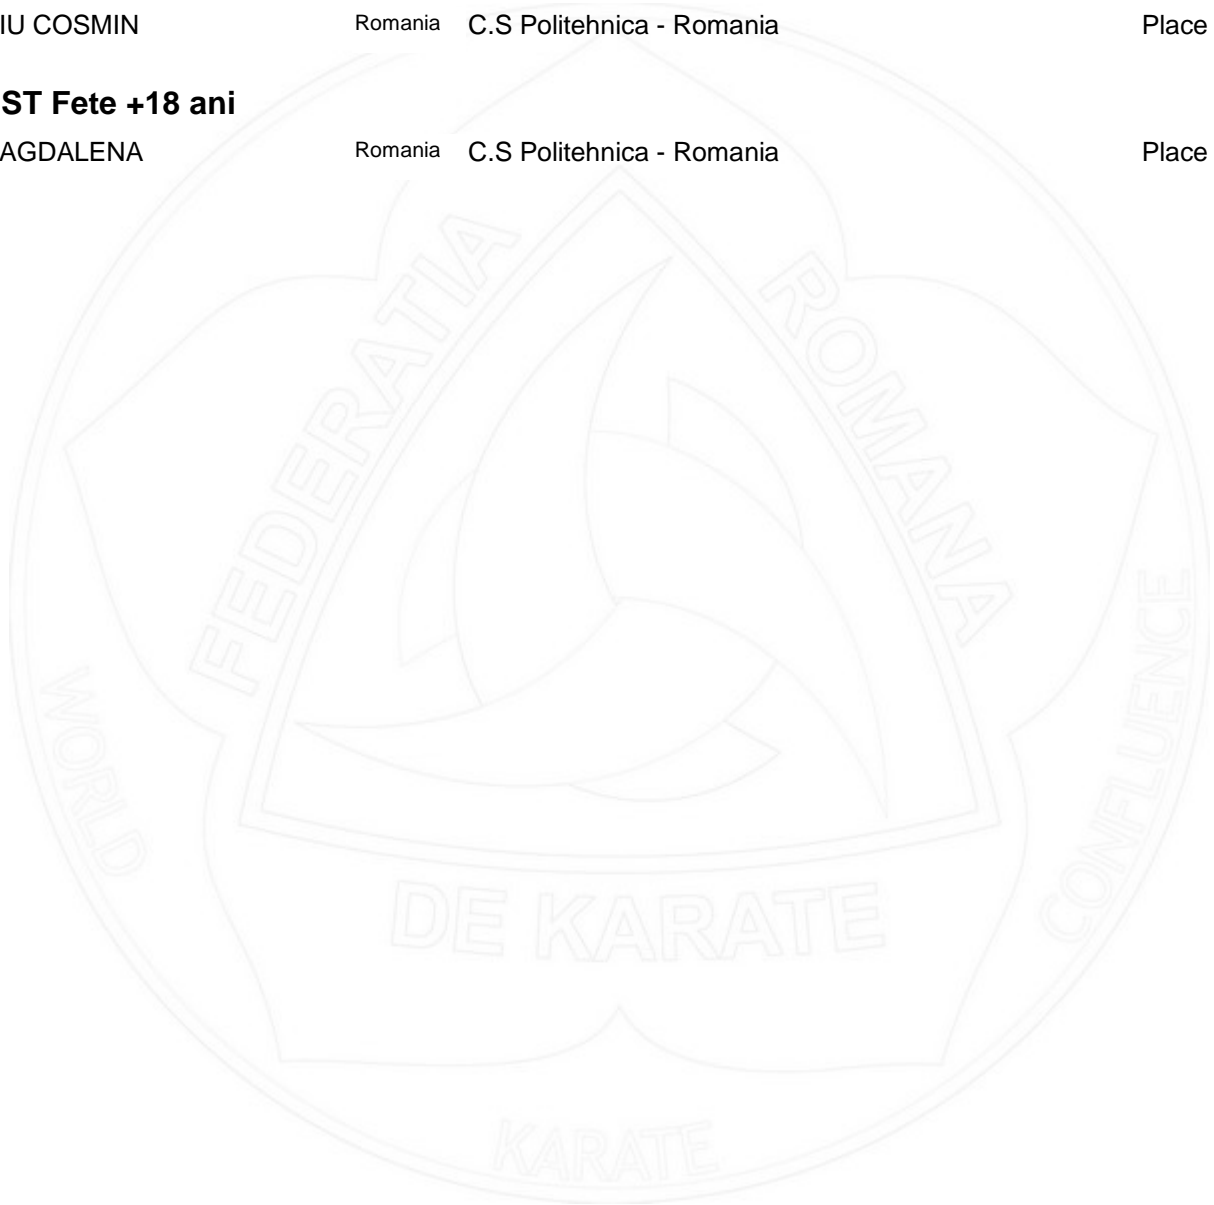 IU COSMIN Romania C.S Politehnica - Romania Place
ST Fete +18 ani
AGDALENA Romania C.S Politehnica - Romania Place
FEDERATIA ROMANA
DE KARATE
WORLD
CONFLUENCE
KARATE